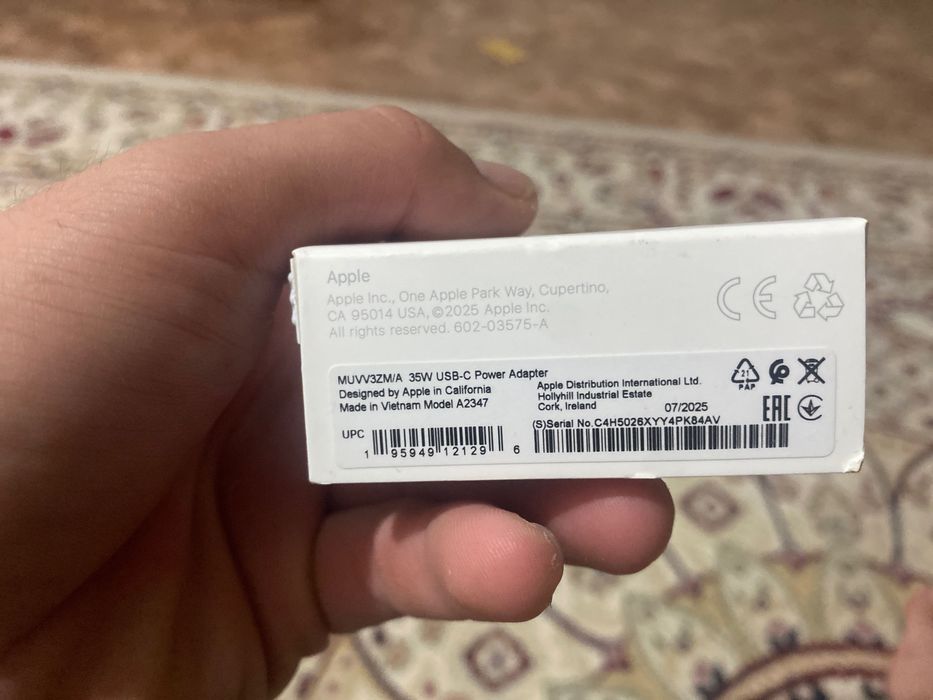 Apple
Apple Inc., One Apple Park Way, Cupertino,
CA 95014 USA, ©2025 Apple Inc.
All rights reserved. 602-03575-A
MUVV3ZM/A 35W USB-C Power Adapter
Designed by Apple in California
Made in Vietnam Model A2347
Apple Distribution International Ltd.
Hollyhill Industrial Estate
Cork, Ireland 07/2025
(S)Serial No.C4H5026XYY4PK84AV
UPC
1 95949 12129 6
CE
21
PAP
EAC